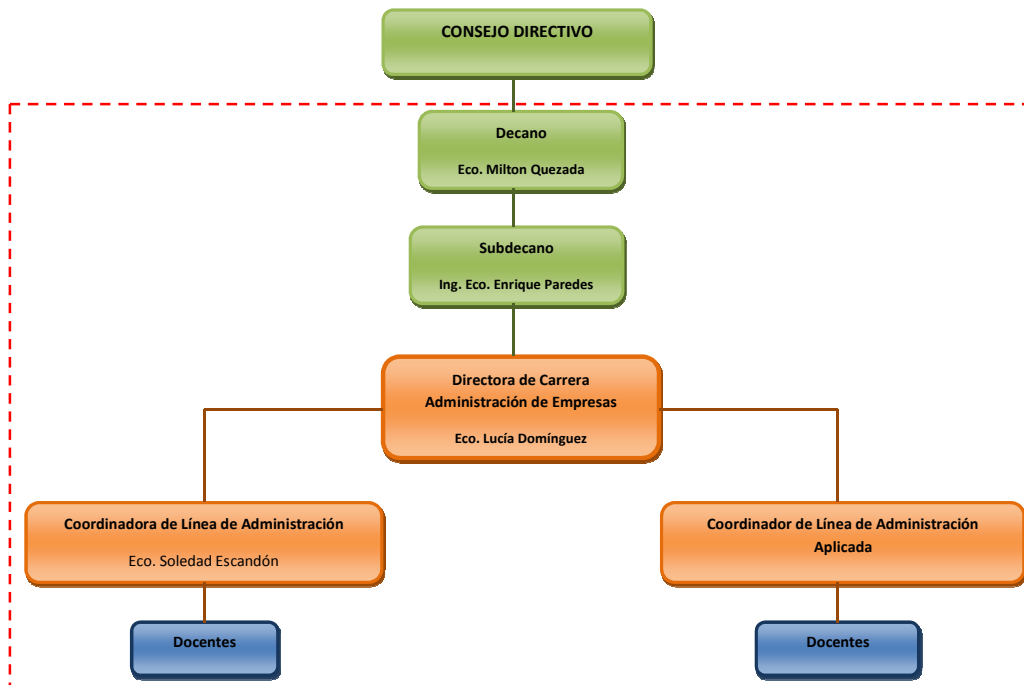 CONSEJO DIRECTIVO
Decano
Eco. Milton Quezada
Subdecano
Ing. Eco. Enrique Paredes
Directora de Carrera
Administración de Empresas
Eco. Lucía Domínguez
Coordinadora de Línea de Administración
Eco. Soledad Escandón
Coordinador de Línea de Administración
Aplicada
Docentes
Docentes